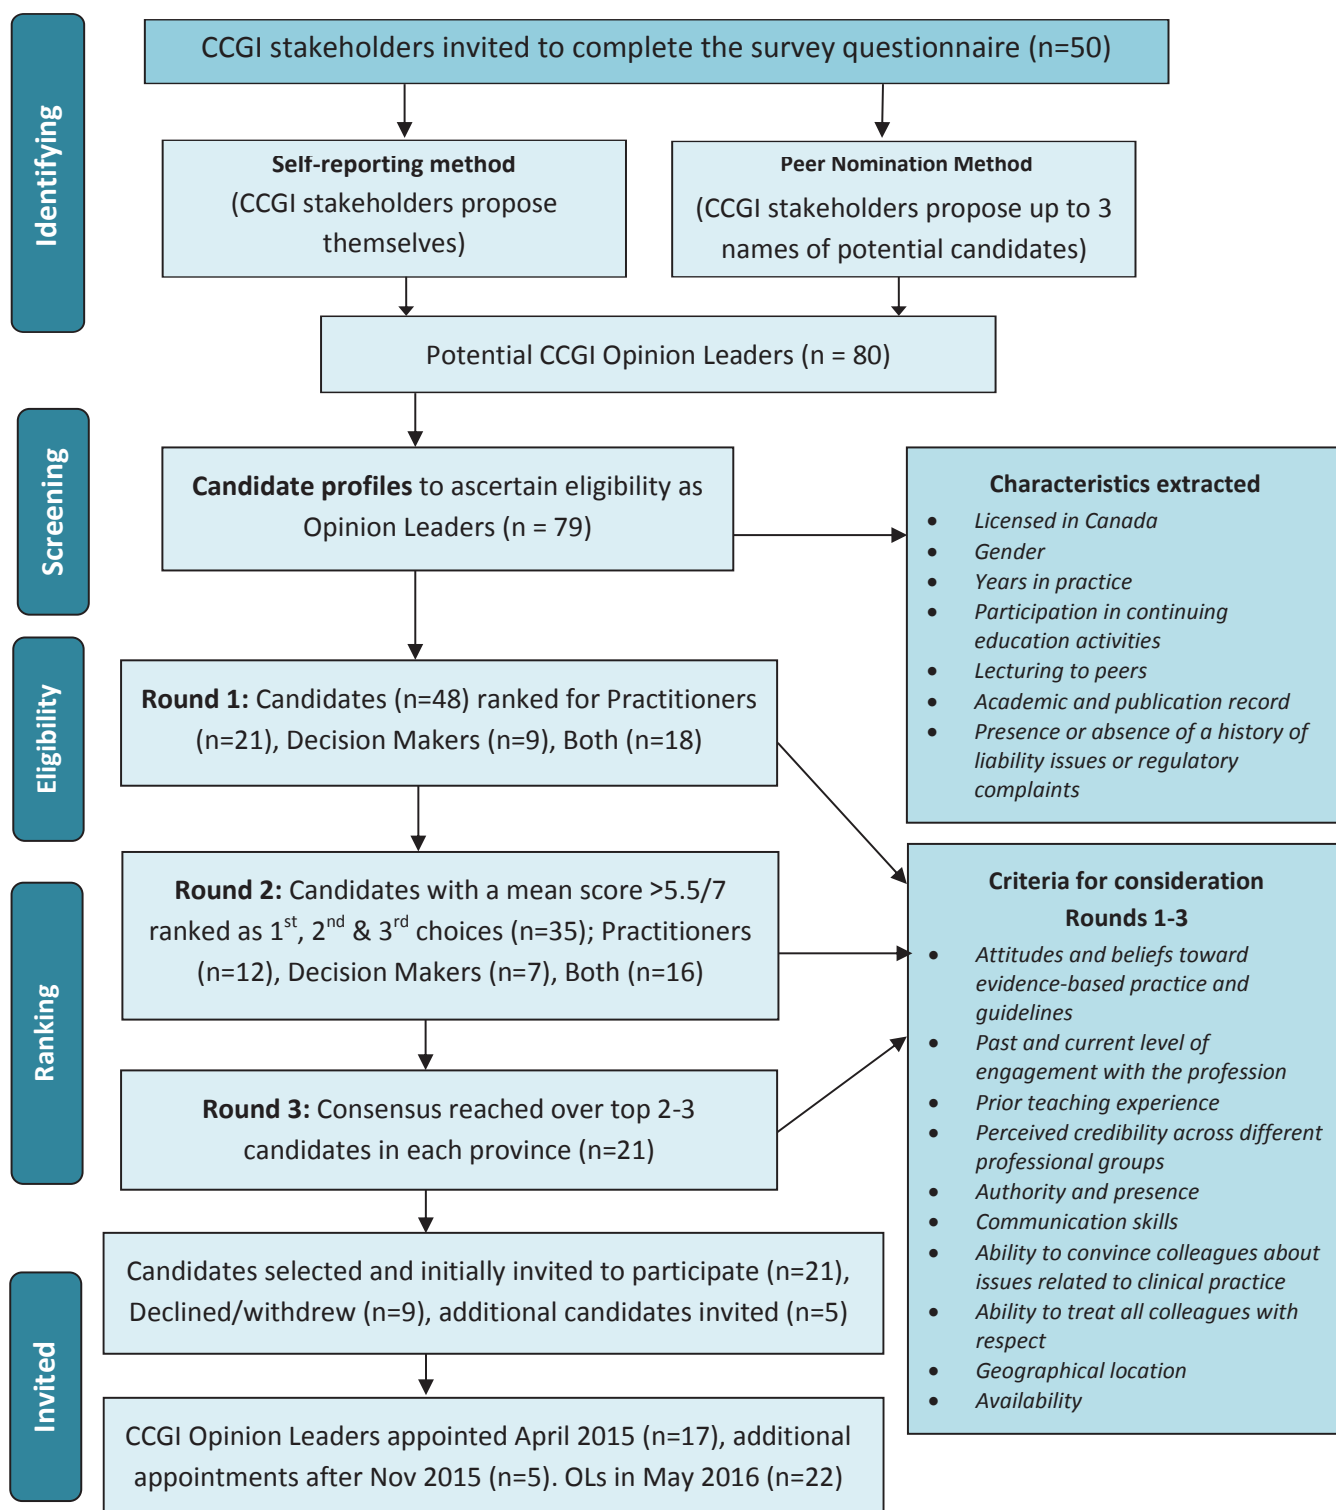 CCGI stakeholders invited to complete the survey questionnaire (n=50)
Identifying
Self-reporting method
(CCGI stakeholders propose
themselves)
Peer Nomination Method
(CCGI stakeholders propose up to 3
names of potential candidates)
Potential CCGI Opinion Leaders (n = 80)
Screening
Candidate profiles to ascertain eligibility as
Opinion Leaders (n = 79)
Characteristics extracted
• Licensed in Canada
• Gender
• Years in practice
• Participation in continuing
education activities
• Lecturing to peers
• Academic and publication record
• Presence or absence of a history of
liability issues or regulatory
complaints
Eligibility
Round 1: Candidates (n=48) ranked for Practitioners
(n=21), Decision Makers (n=9), Both (n=18)
Ranking
Round 2: Candidates with a mean score >5.5/7
ranked as 1st, 2nd & 3rd choices (n=35); Practitioners
(n=12), Decision Makers (n=7), Both (n=16)
Round 3: Consensus reached over top 2-3
candidates in each province (n=21)
Criteria for consideration
Rounds 1-3
• Attitudes and beliefs toward
evidence-based practice and
guidelines
• Past and current level of
engagement with the profession
• Prior teaching experience
• Perceived credibility across different
professional groups
• Authority and presence
• Communication skills
• Ability to convince colleagues about
issues related to clinical practice
• Ability to treat all colleagues with
respect
• Geographical location
• Availability
Invited
Candidates selected and initially invited to participate (n=21),
Declined/withdrew (n=9), additional candidates invited (n=5)
CCGI Opinion Leaders appointed April 2015 (n=17), additional
appointments after Nov 2015 (n=5). OLs in May 2016 (n=22)